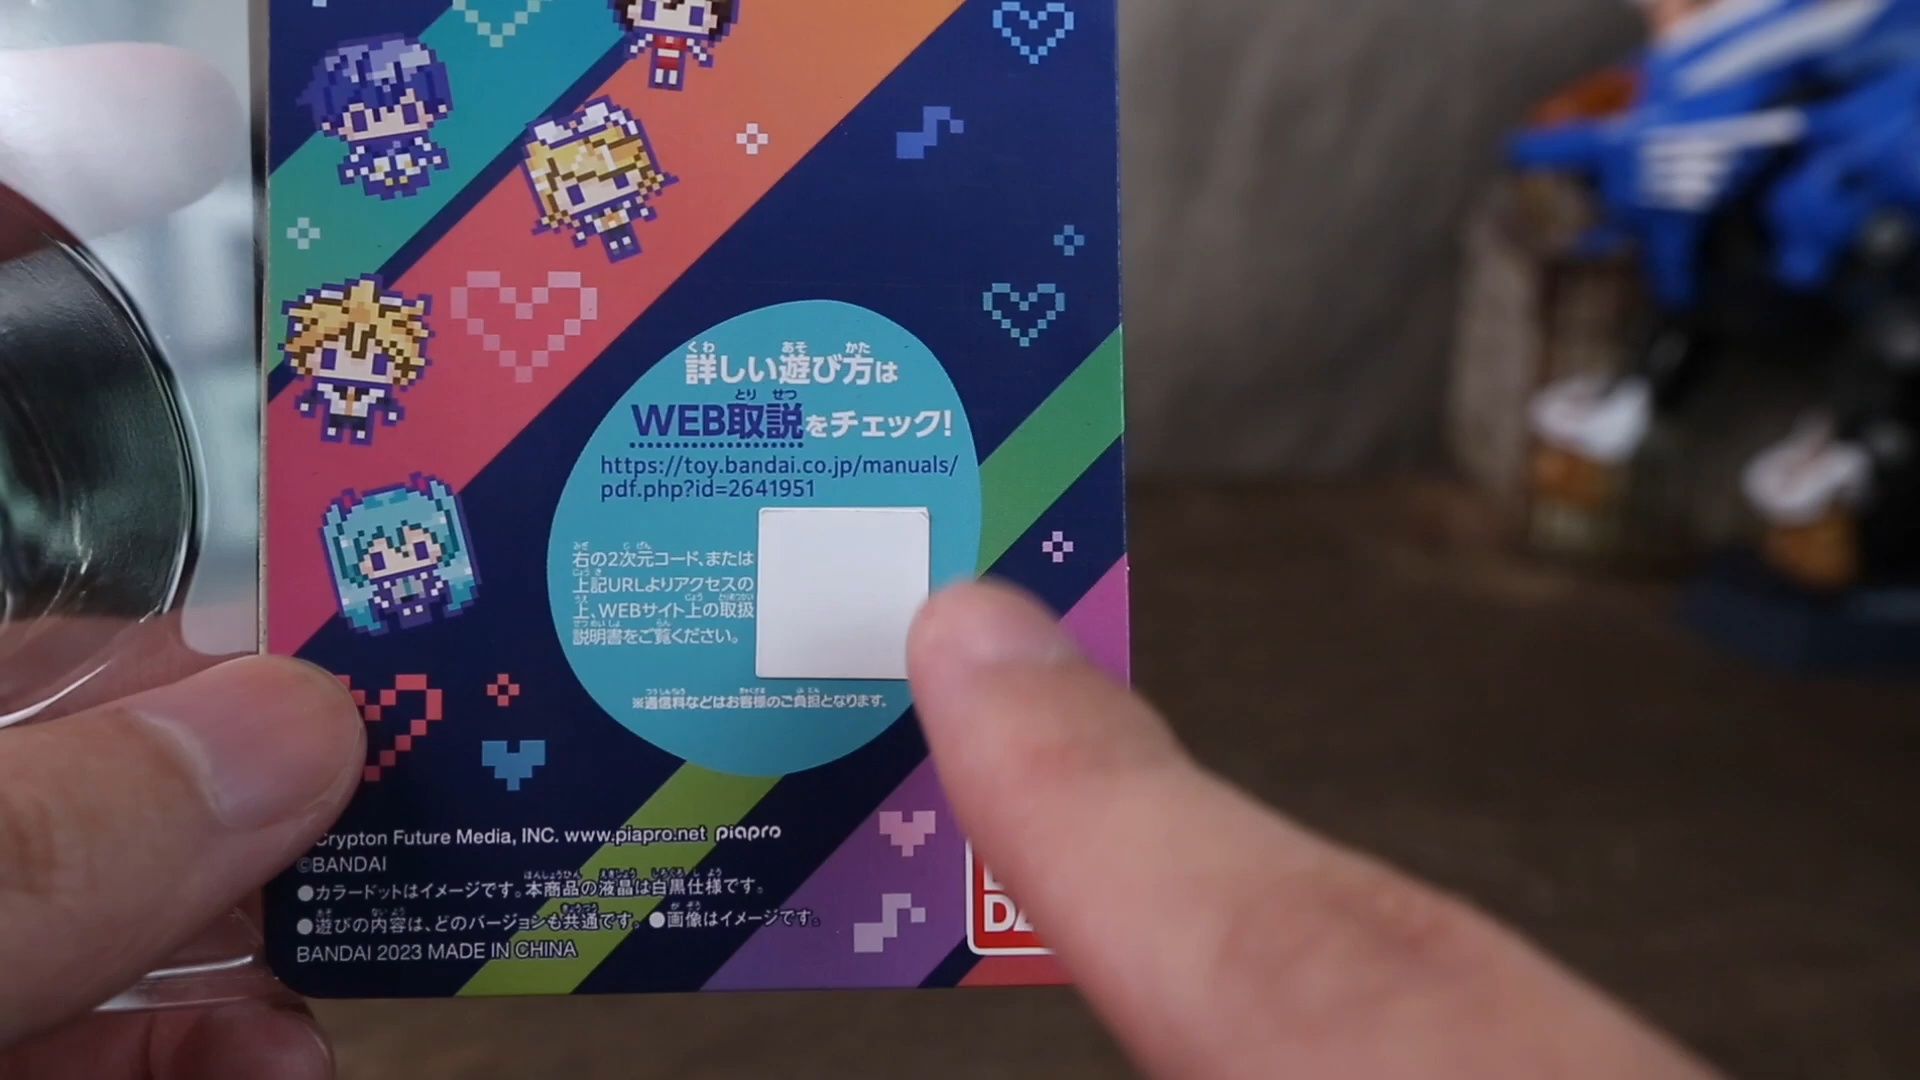 詳しい遊び方は
WEB取説をチェック!
https://toy.bandai.co.jp/manuals/
pdf.php?id=2641951
右の2次元コード、または
上記URLよりアクセスの
上、WEBサイト上の取扱
説明書をご覧ください。
※通信料などはお客様のご負担となります。
Crypton Future Media, INC. www.piapro.net piapro
©BANDAI
●カラードットはイメージです。本商品の液晶は白黒仕様です。
●遊びの内容は、どのバージョンも共通です。●画像はイメージです。
BANDAI 2023 MADE IN CHINA